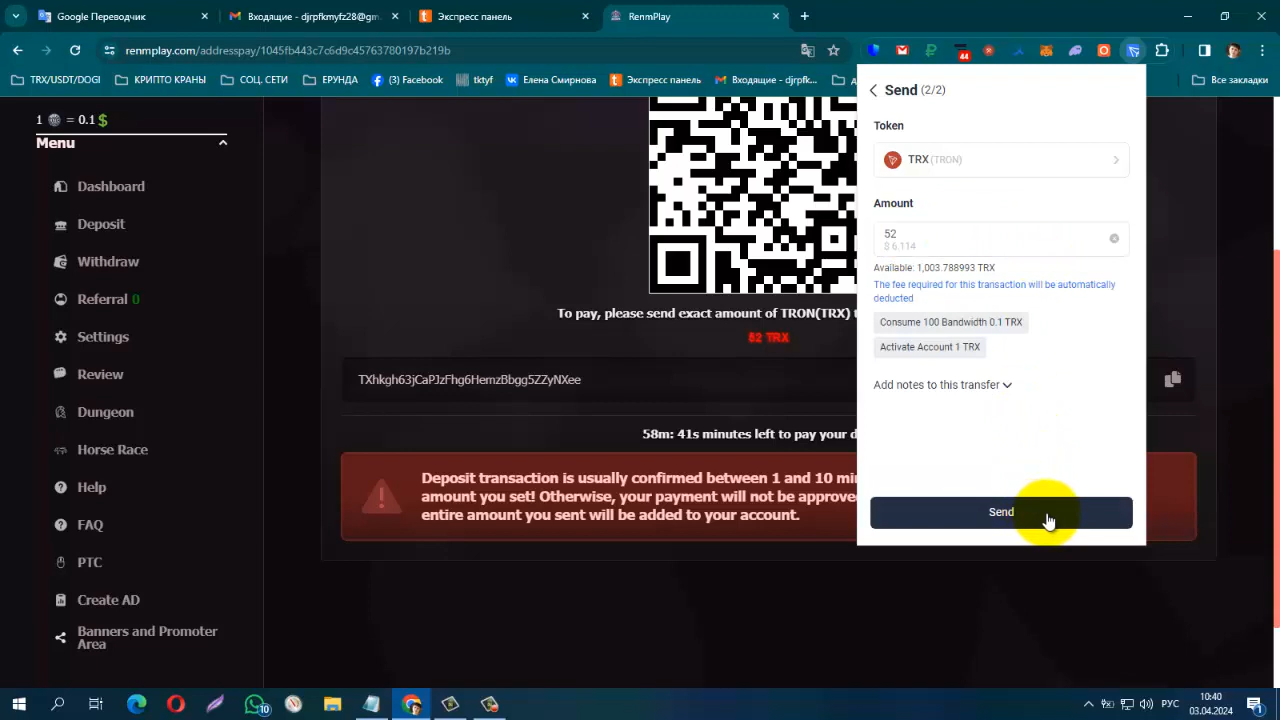 Google Переводчик
Входящие - djrpfkmyfz28@gm
Экспресс панель
RenmPlay
renmplay.com/addresspay/1045fb443c7c6d9c45763780197b219b
44
TRX/USDT/DOGI
КРИПТО КРАНЫ
СОЦ. СЕТИ
ЕРУНДА
(3) Facebook
tktyf
Елена Смирнова
Экспресс панель
Входящие - djrpfk...
Все закладки
1 = 0.1 $
Menu
Dashboard
Deposit
Withdraw
Referral 0
Settings
Review
Dungeon
Horse Race
Help
FAQ
PTC
Create AD
Banners and Promoter
Area
To pay, please send exact amount of TRON(TRX) t
52 TRX
TXhkgh63jCaPJzFhg6HemzBbgg5ZZyNXee
58m: 41s minutes left to pay your d
Deposit transaction is usually confirmed between 1 and 10 mi
amount you set! Otherwise, your payment will not be approve
entire amount you sent will be added to your account.
Send (2/2)
Token
TRX (TRON)
Amount
52
$ 6.114
Available: 1,003.788993 TRX
The fee required for this transaction will be automatically
deducted
Consume 100 Bandwidth 0.1 TRX
Activate Account 1 TRX
Add notes to this transfer
Send
10
РУС
10:40
03.04.2024